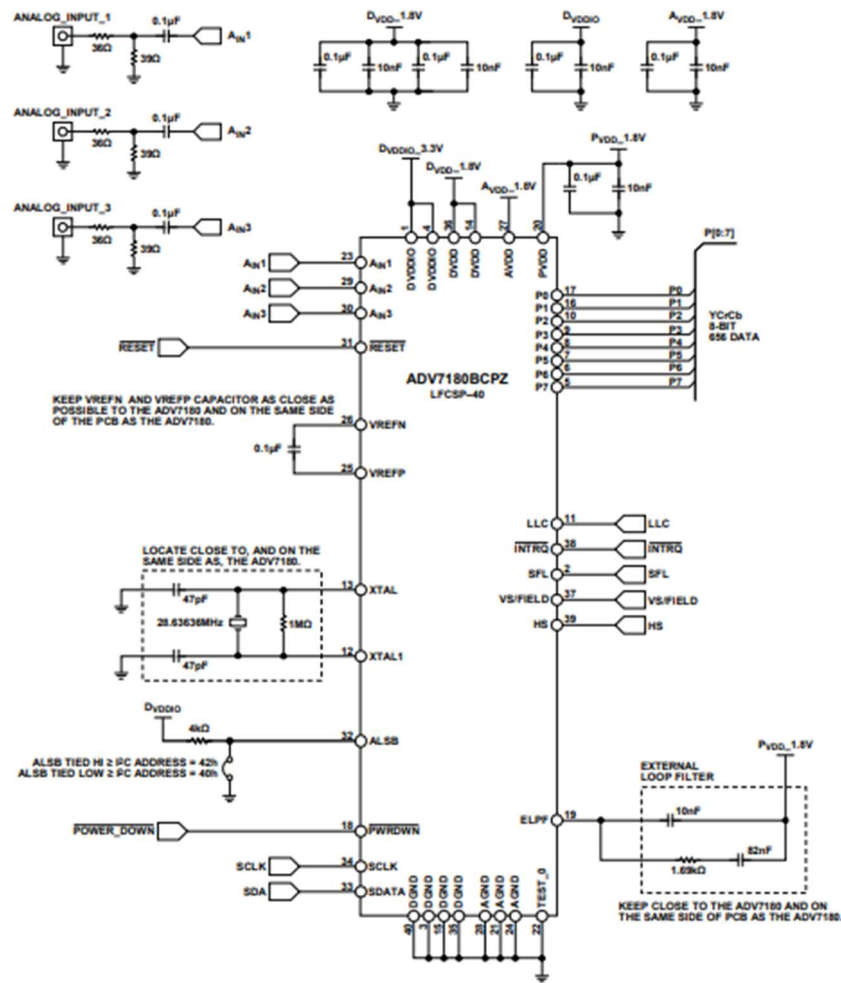 ANALOG_INPUT_1
0.1µF
AIN1
36Ω
39Ω
ANALOG_INPUT_2
0.1µF
AIN2
36Ω
39Ω
ANALOG_INPUT_3
0.1µF
AIN3
36Ω
39Ω
DVDD_1.8V
0.1µF 10nF 0.1µF 10nF
DVDDIO
0.1µF 10nF
AVDD_1.8V
0.1µF 10nF
PVDD_1.8V
0.1µF 10nF
DVDDIO_3.3V
DVDD_1.8V
AVDD_1.8V
1 4 36 14 27 20
DVDDIO DVDDIO DVDD DVDD AVDD PVDD
AIN1 23 AIN1
AIN2 29 AIN2
AIN3 30 AIN3
RESET 31 RESET
KEEP VREFN AND VREFP CAPACITOR AS CLOSE AS
POSSIBLE TO THE ADV7180 AND ON THE SAME SIDE
OF THE PCB AS THE ADV7180.
26 VREFN
0.1µF
25 VREFP
ADV7180BCPZ
LFCSP–40
P[0:7]
P0 17 P0
P1 16 P1
P2 10 P2
P3 9 P3
P4 8 P4
P5 7 P5
P6 6 P6
P7 5 P7
YCrCb
8-BIT
656 DATA
LLC 11 LLC
INTRQ 38 INTRQ
SFL 2 SFL
VS/FIELD 37 VS/FIELD
HS 39 HS
LOCATE CLOSE TO, AND ON THE
SAME SIDE AS, THE ADV7180.
47pF
13 XTAL
28.63636MHz
1MΩ
47pF
12 XTAL1
DVDDIO
4kΩ
32 ALSB
ALSB TIED HI ≥ I²C ADDRESS = 42h
ALSB TIED LOW ≥ I²C ADDRESS = 40h
POWER_DOWN 18 PWRDWN
SCLK 34 SCLK
SDA 33 SDATA
PVDD_1.8V
EXTERNAL
LOOP FILTER
ELPF 19
10nF
82nF
1.69kΩ
KEEP CLOSE TO THE ADV7180 AND ON
THE SAME SIDE OF PCB AS THE ADV7180.
DGND DGND DGND DGND AGND AGND AGND TEST_0
40 3 15 35 28 21 24 22